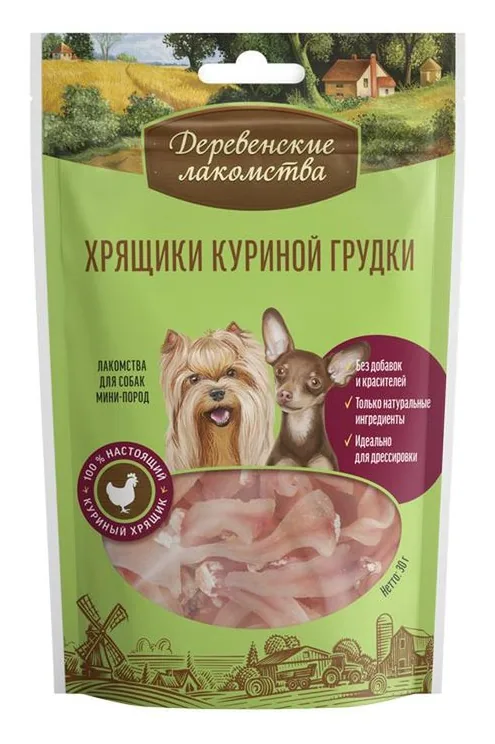 Деревенские
лакомства
ХРЯЩИКИ КУРИНОЙ ГРУДКИ
ЛАКОМСТВА
ДЛЯ СОБАК
МИНИ-ПОРОД
Без добавок
и красителей
Только натуральные
ингредиенты
Идеально
для дрессировки
100 % НАСТОЯЩИЙ
КУРИНЫЙ ХРЯЩИК
Нетто: 30 г